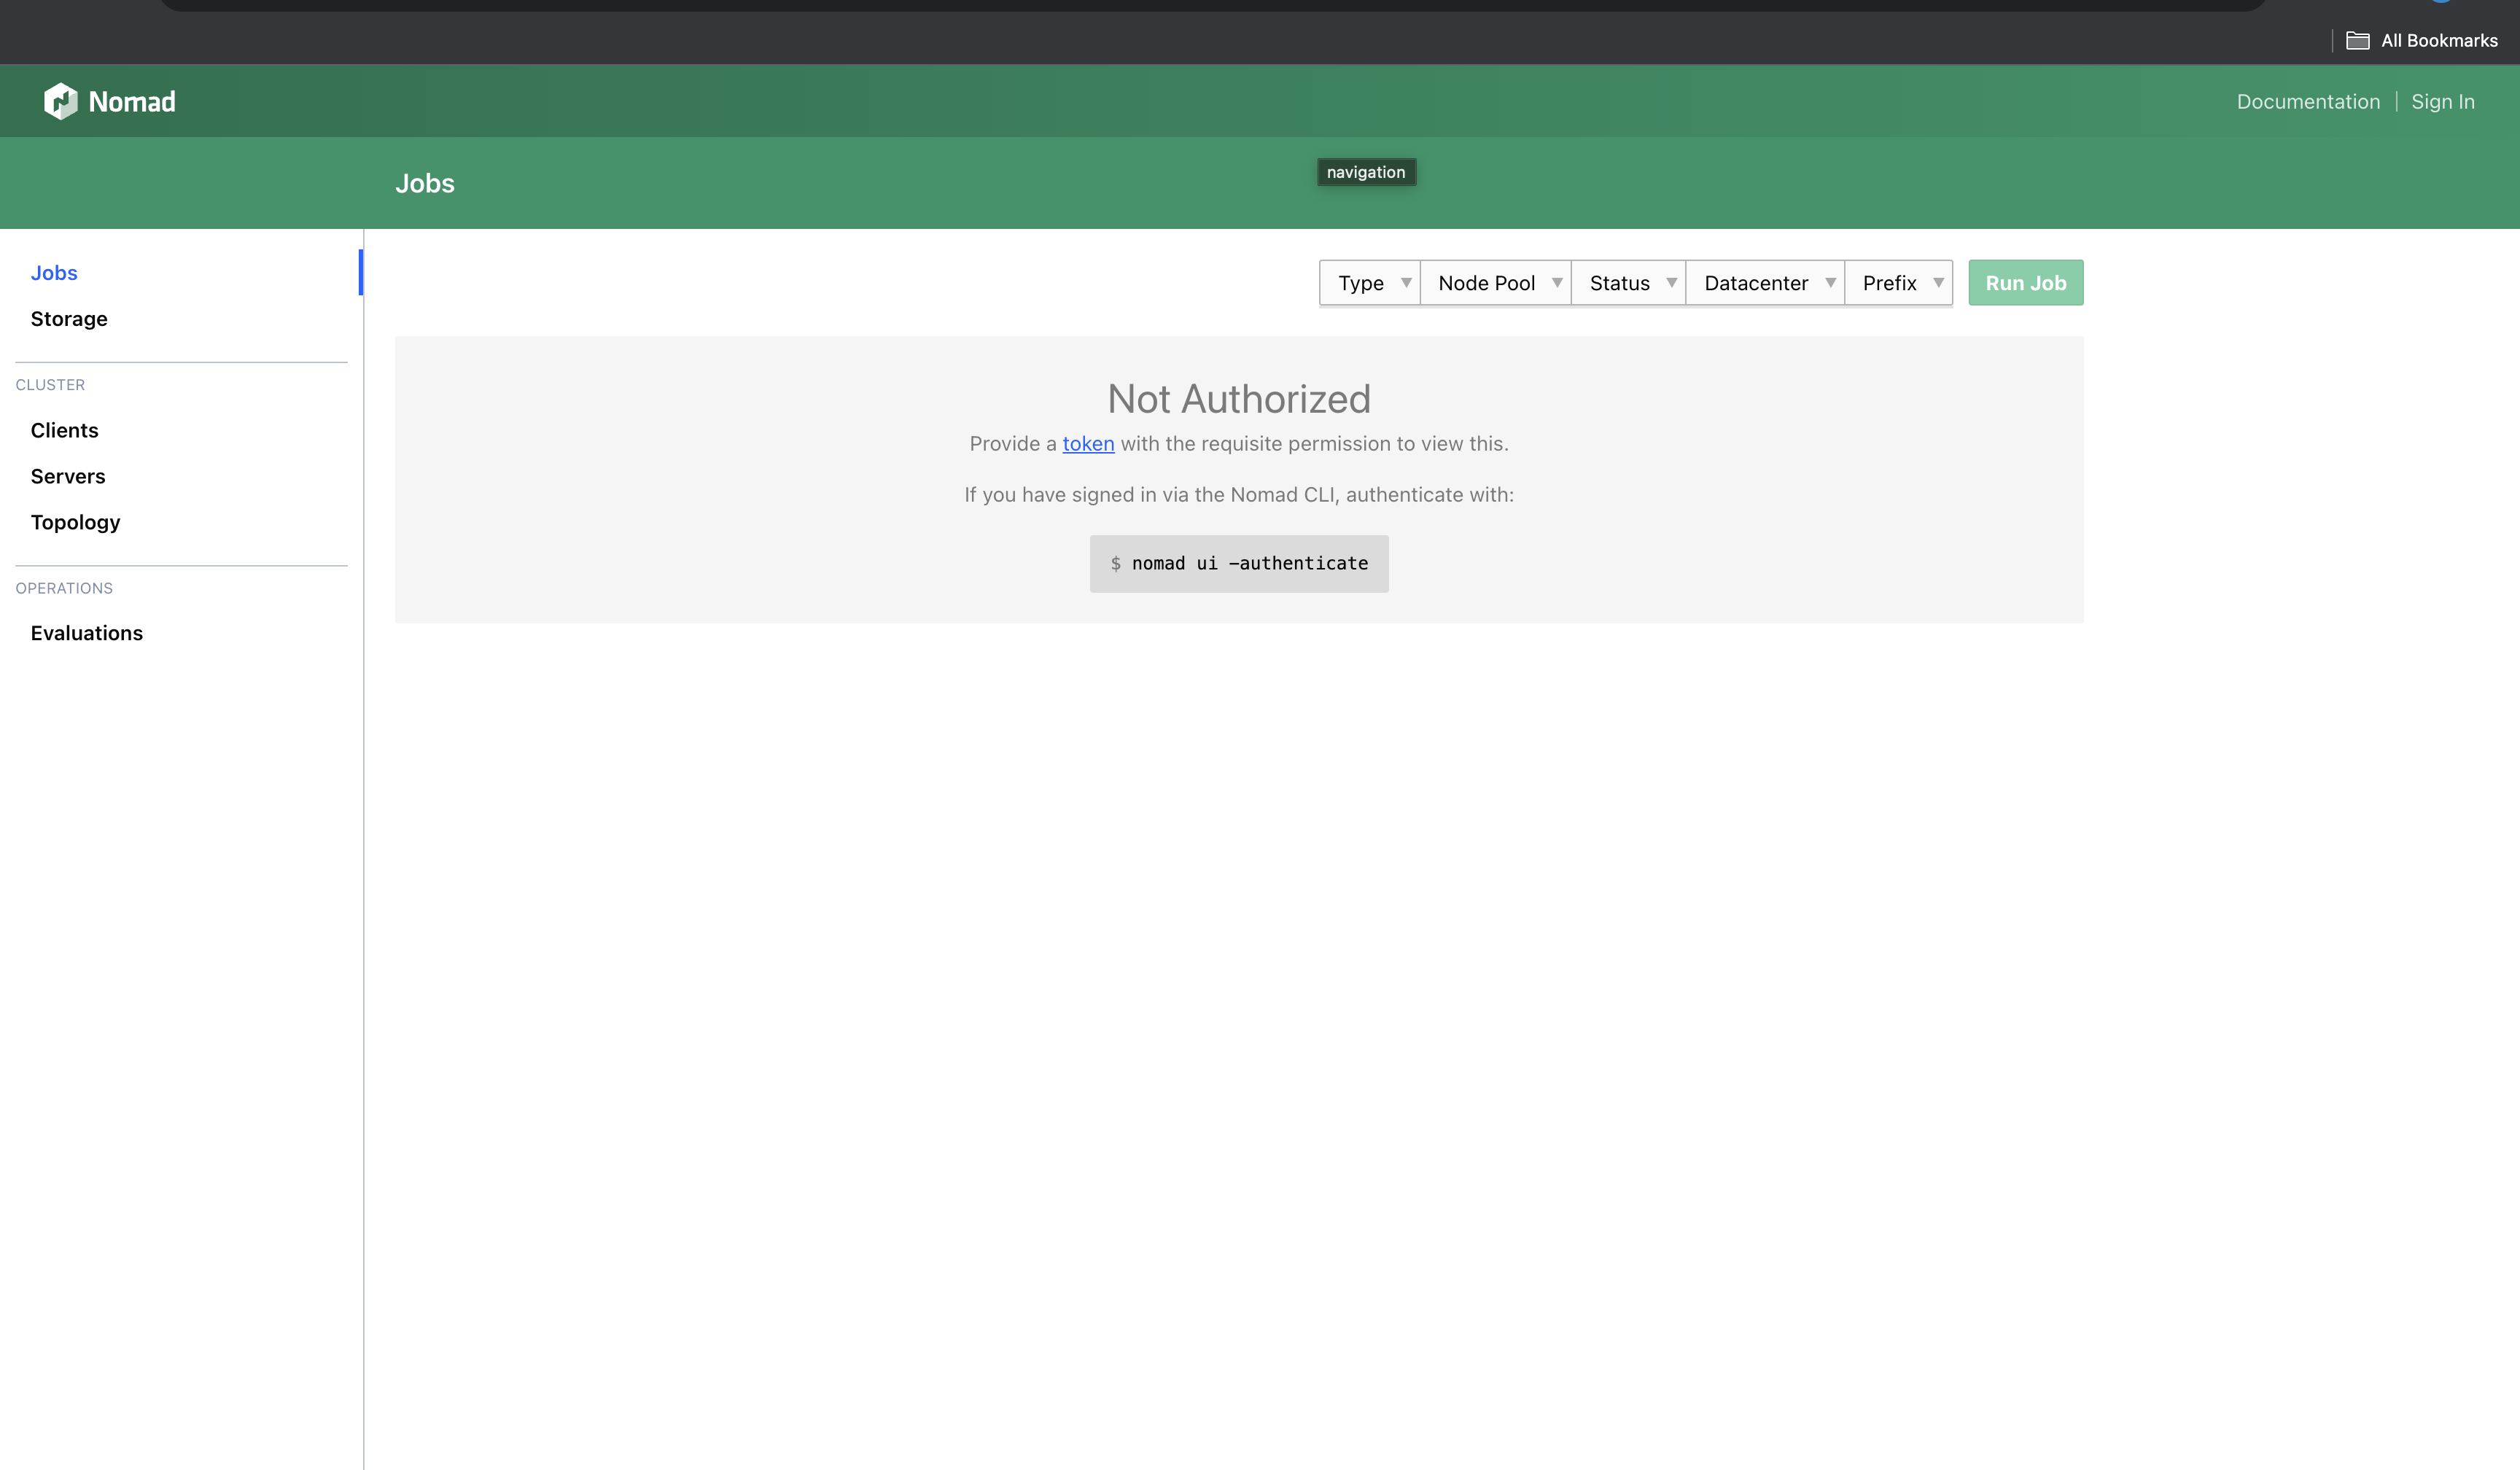 All Bookmarks
Nomad
Documentation
Sign In
Jobs
navigation
Jobs
Storage
CLUSTER
Clients
Servers
Topology
OPERATIONS
Evaluations
Type
Node Pool
Status
Datacenter
Prefix
Run Job
Not Authorized
Provide a token with the requisite permission to view this.
If you have signed in via the Nomad CLI, authenticate with:
$ nomad ui -authenticate